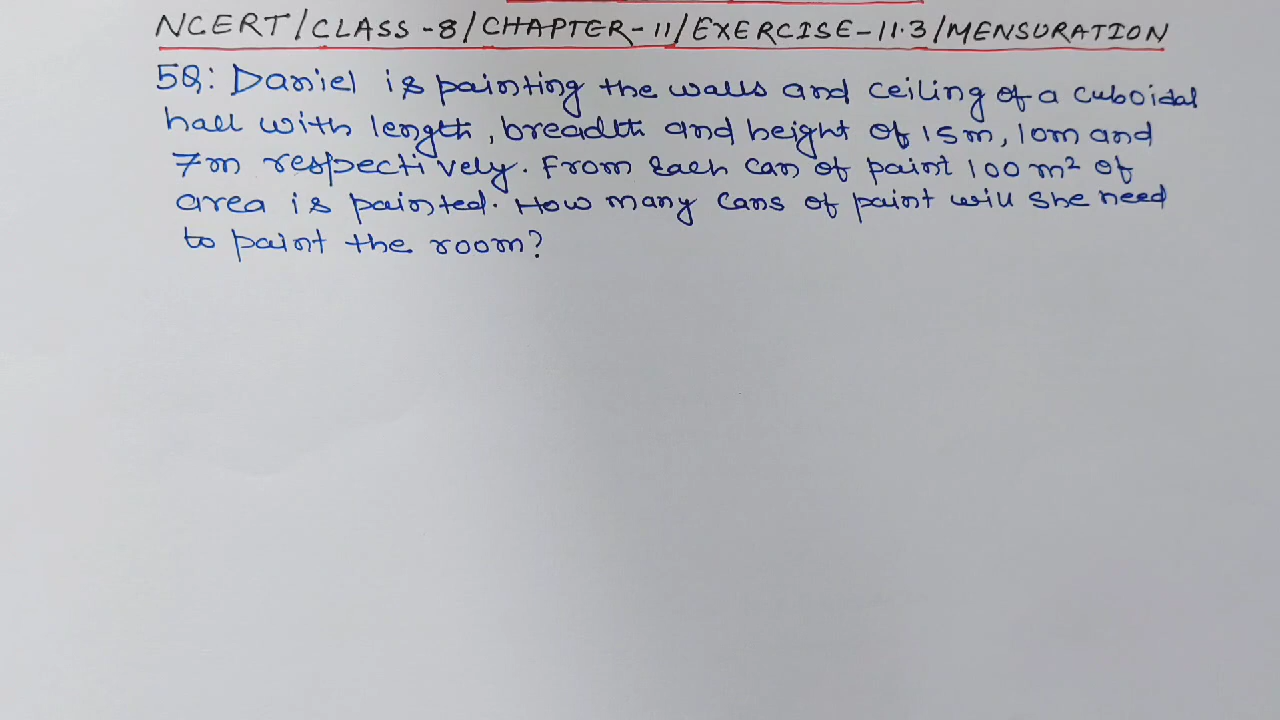 NCERT/CLASS-8/CHAPTER-11/EXERCISE-11.3/MENSURATION
5Q: Daniel is painting the walls and ceiling of a cuboidal
hall with length, breadth and height of 15m, 10m and
7m respectively. From each can of paint 100 m² of
area is painted. How many cans of paint will she need
to paint the room?